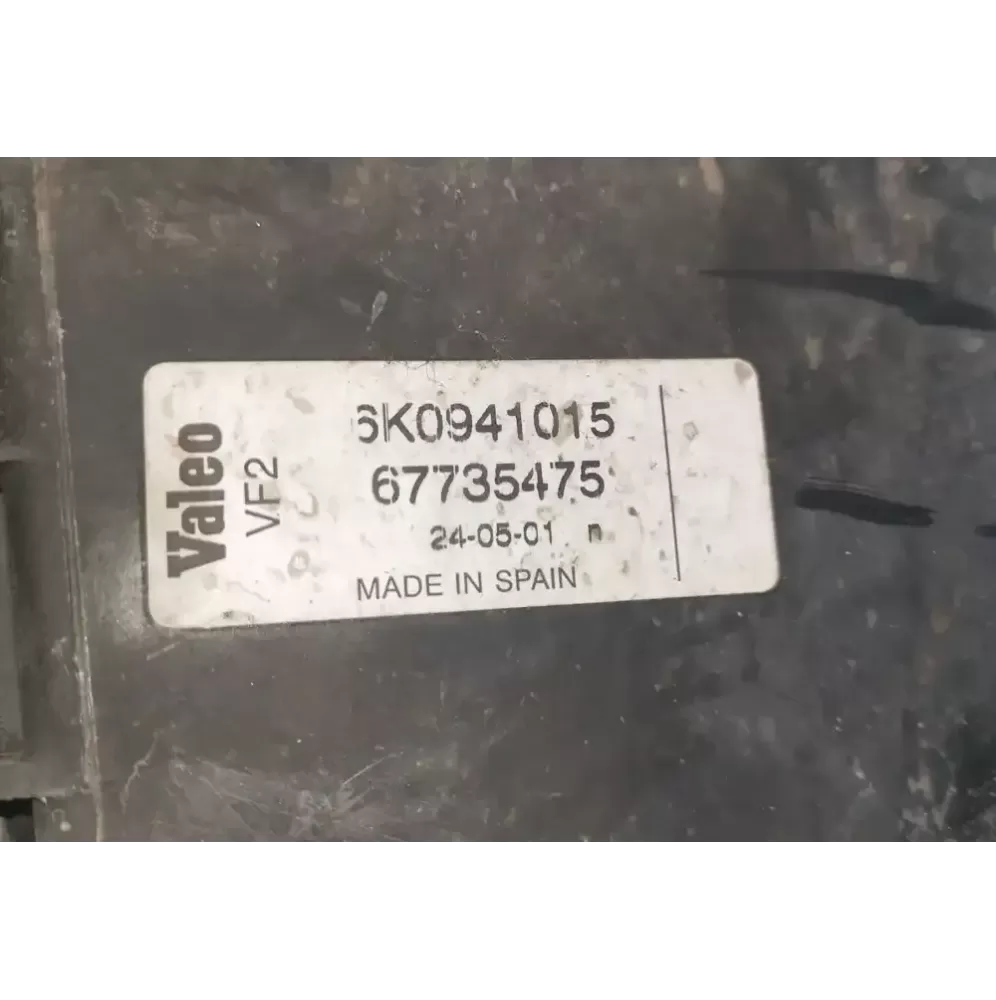 Valeo
VF2
6K0941015
67735475
24-05-01 n
MADE IN SPAIN